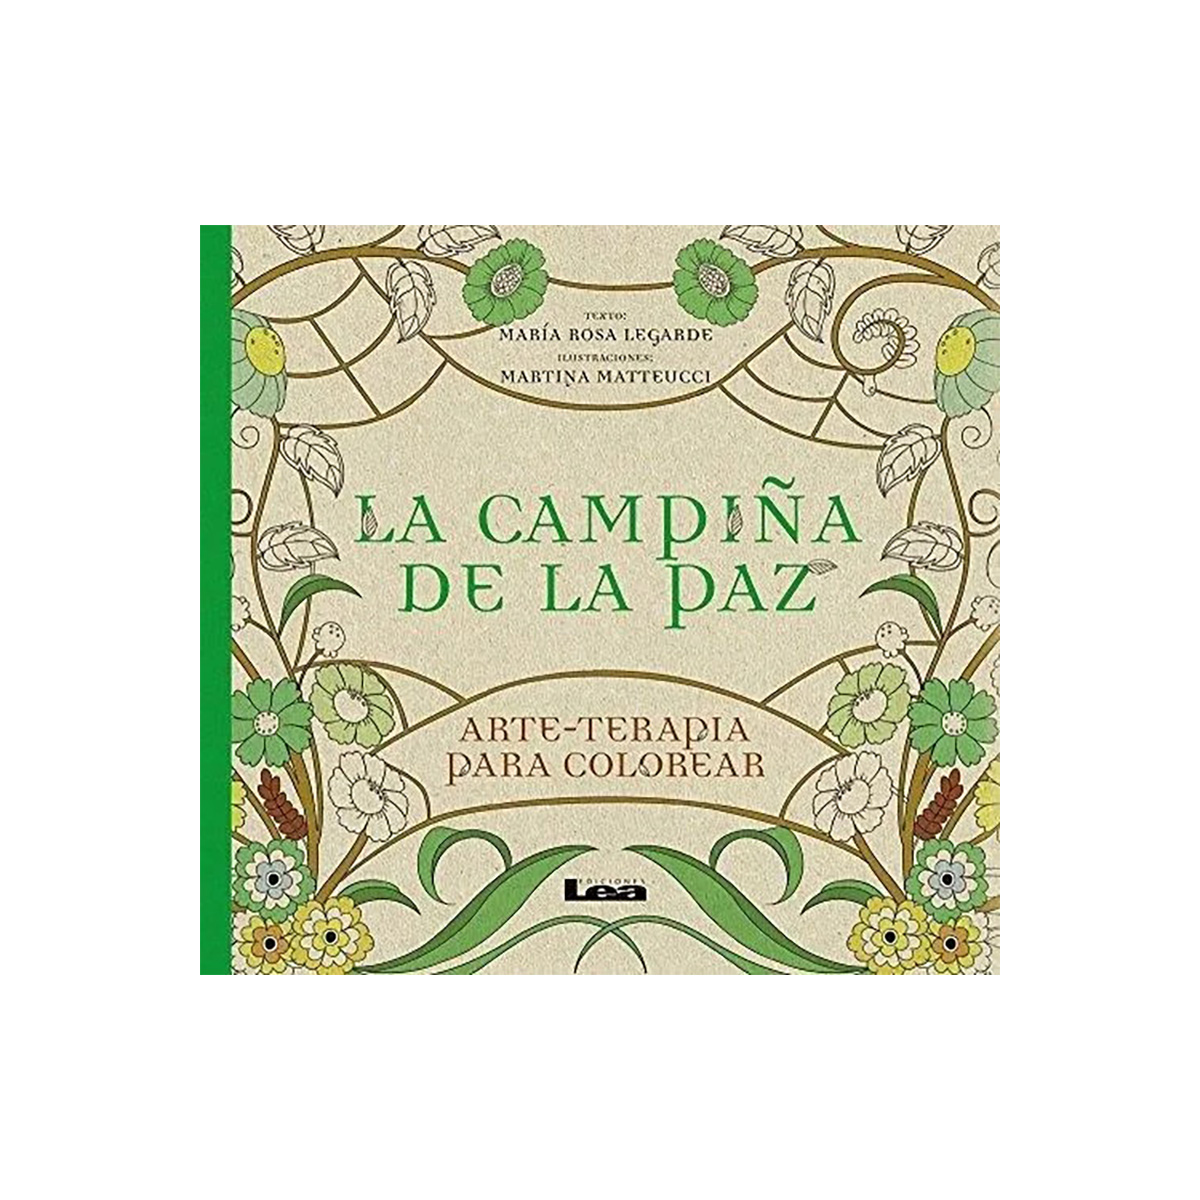 TEXTO:
MARÍA ROSA LEGARDE
ILUSTRACIONES:
MARTINA MATTEUCCI
LA CAMPIÑA
DE LA PAZ
ARTE-TERAPIA
PARA COLOREAR
EDICIONES
Lea